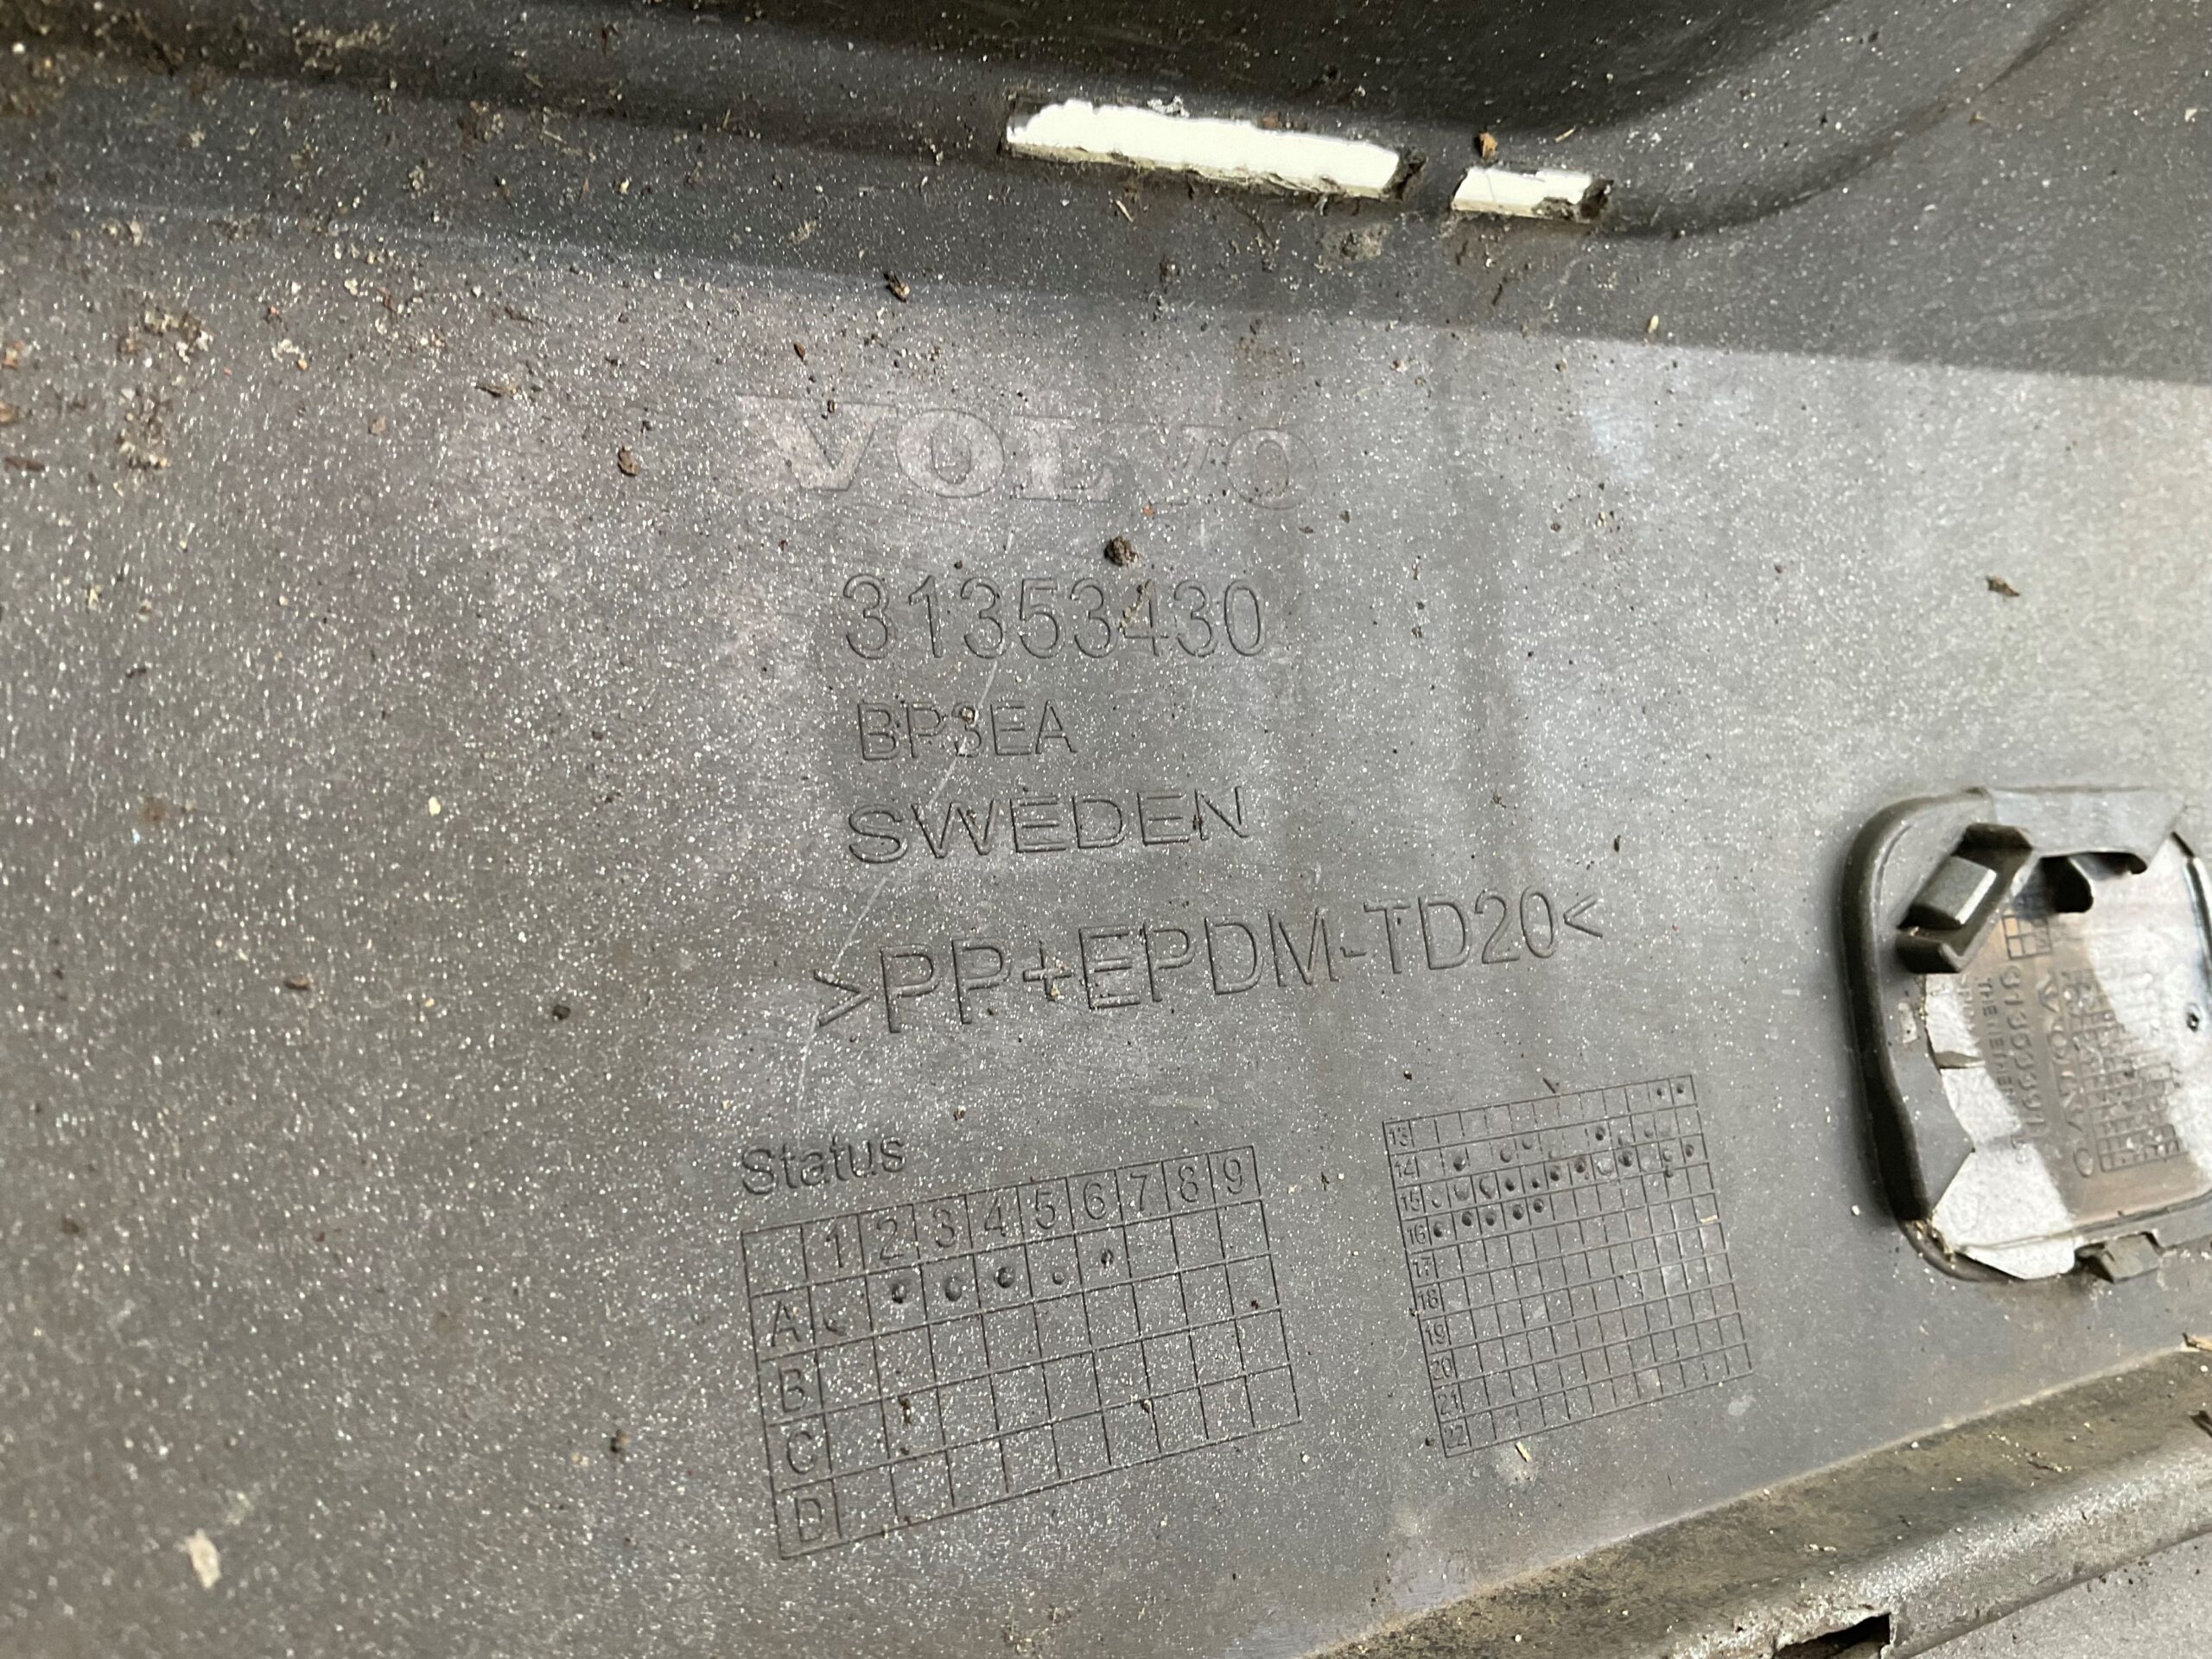 VOLVO
31353430
BP3EA
SWEDEN
>PP+EPDM-TD20<
Status
1 2 3 4 5 6 7 8 9
A
B
C
D
13
14
15
16
17
18
19
20
21
22
VOLVO